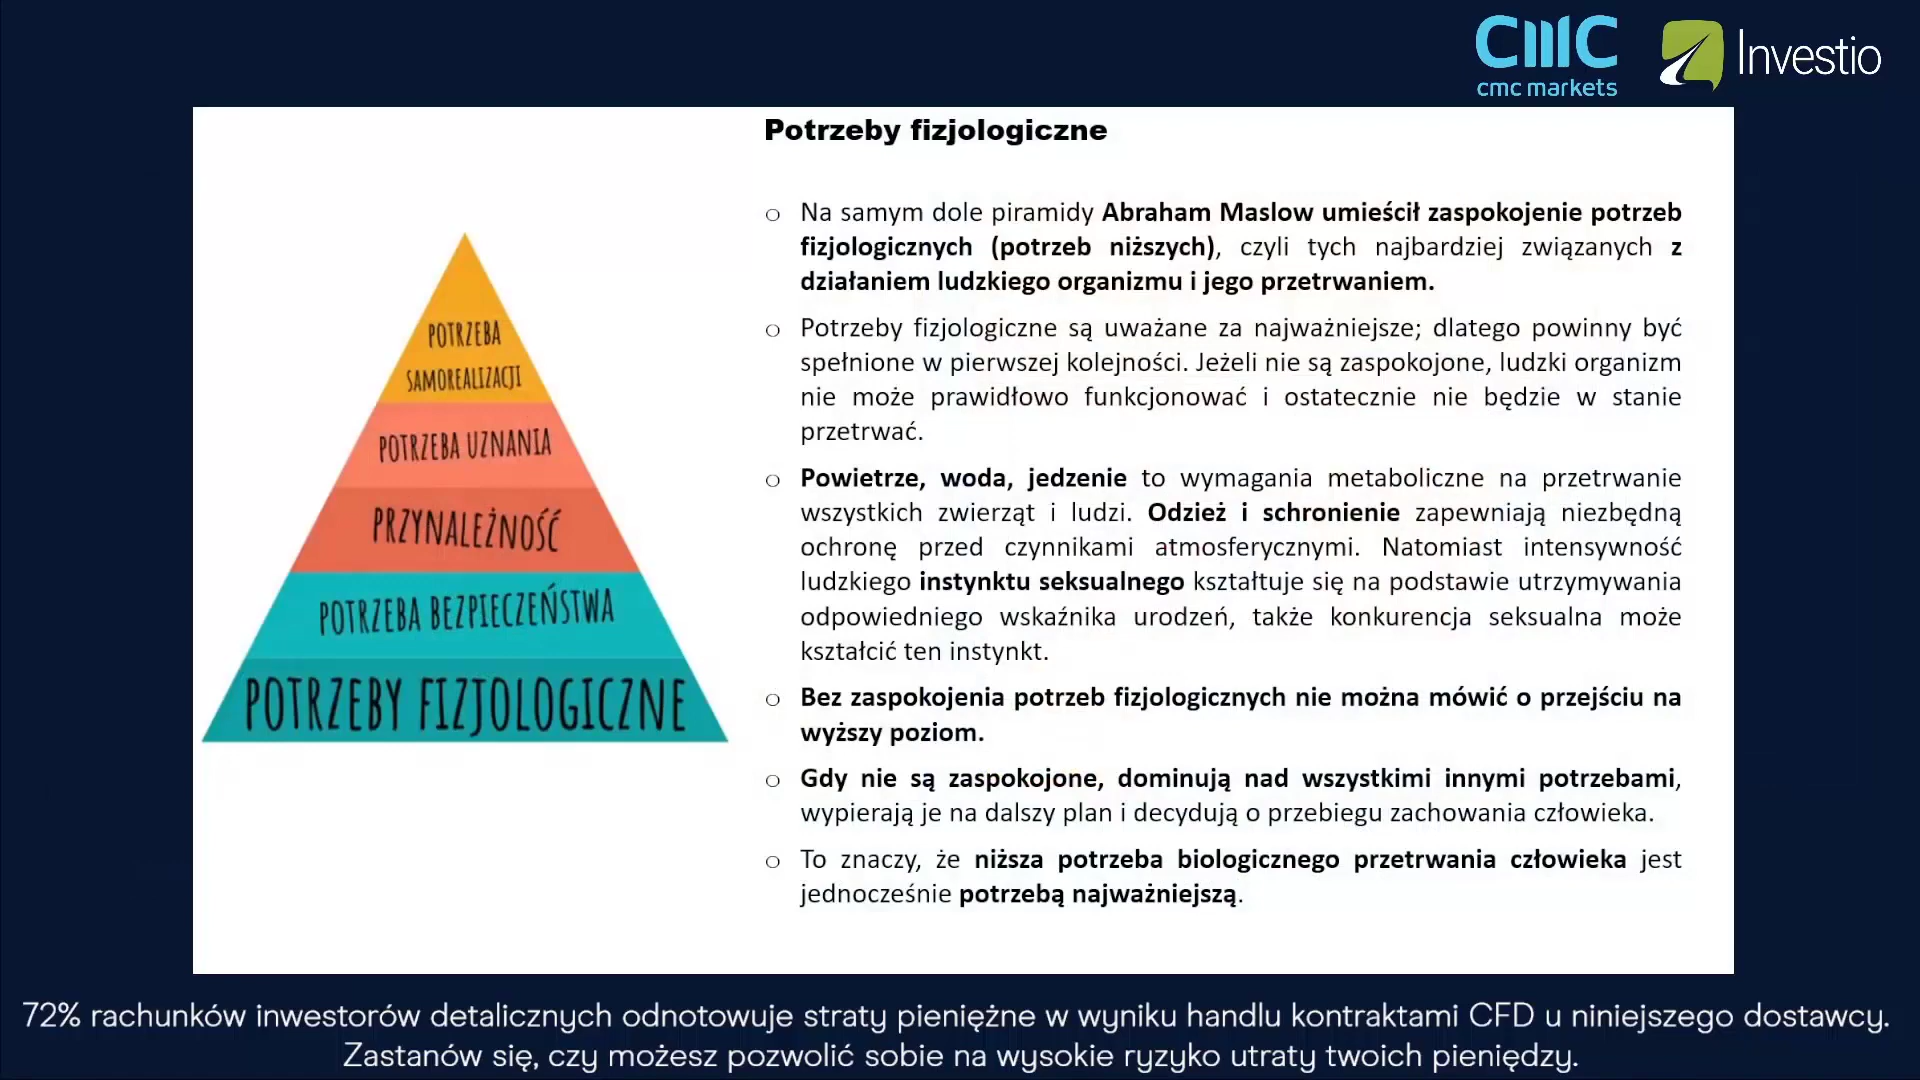 CMC
cmc markets
Investio
Potrzeby fizjologiczne
POTRZEBA
SAMOREALIZACJI
POTRZEBA UZNANIA
PRZYNALEŻNOŚĆ
POTRZEBA BEZPIECZEŃSTWA
POTRZEBY FIZJOLOGICZNE
o Na samym dole piramidy Abraham Maslow umieścił zaspokojenie potrzeb
fizjologicznych (potrzeb niższych), czyli tych najbardziej związanych z
działaniem ludzkiego organizmu i jego przetrwaniem.
o Potrzeby fizjologiczne są uważane za najważniejsze; dlatego powinny być
spełnione w pierwszej kolejności. Jeżeli nie są zaspokojone, ludzki organizm
nie może prawidłowo funkcjonować i ostatecznie nie będzie w stanie
przetrwać.
o Powietrze, woda, jedzenie to wymagania metaboliczne na przetrwanie
wszystkich zwierząt i ludzi. Odzież i schronienie zapewniają niezbędną
ochronę przed czynnikami atmosferycznymi. Natomiast intensywność
ludzkiego instynktu seksualnego kształtuje się na podstawie utrzymywania
odpowiedniego wskaźnika urodzeń, także konkurencja seksualna może
kształcić ten instynkt.
o Bez zaspokojenia potrzeb fizjologicznych nie można mówić o przejściu na
wyższy poziom.
o Gdy nie są zaspokojone, dominują nad wszystkimi innymi potrzebami,
wypierają je na dalszy plan i decydują o przebiegu zachowania człowieka.
o To znaczy, że niższa potrzeba biologicznego przetrwania człowieka jest
jednocześnie potrzebą najważniejszą.
72% rachunków inwestorów detalicznych odnotowuje straty pieniężne w wyniku handlu kontraktami CFD u niniejszego dostawcy.
Zastanów się, czy możesz pozwolić sobie na wysokie ryzyko utraty twoich pieniędzy.